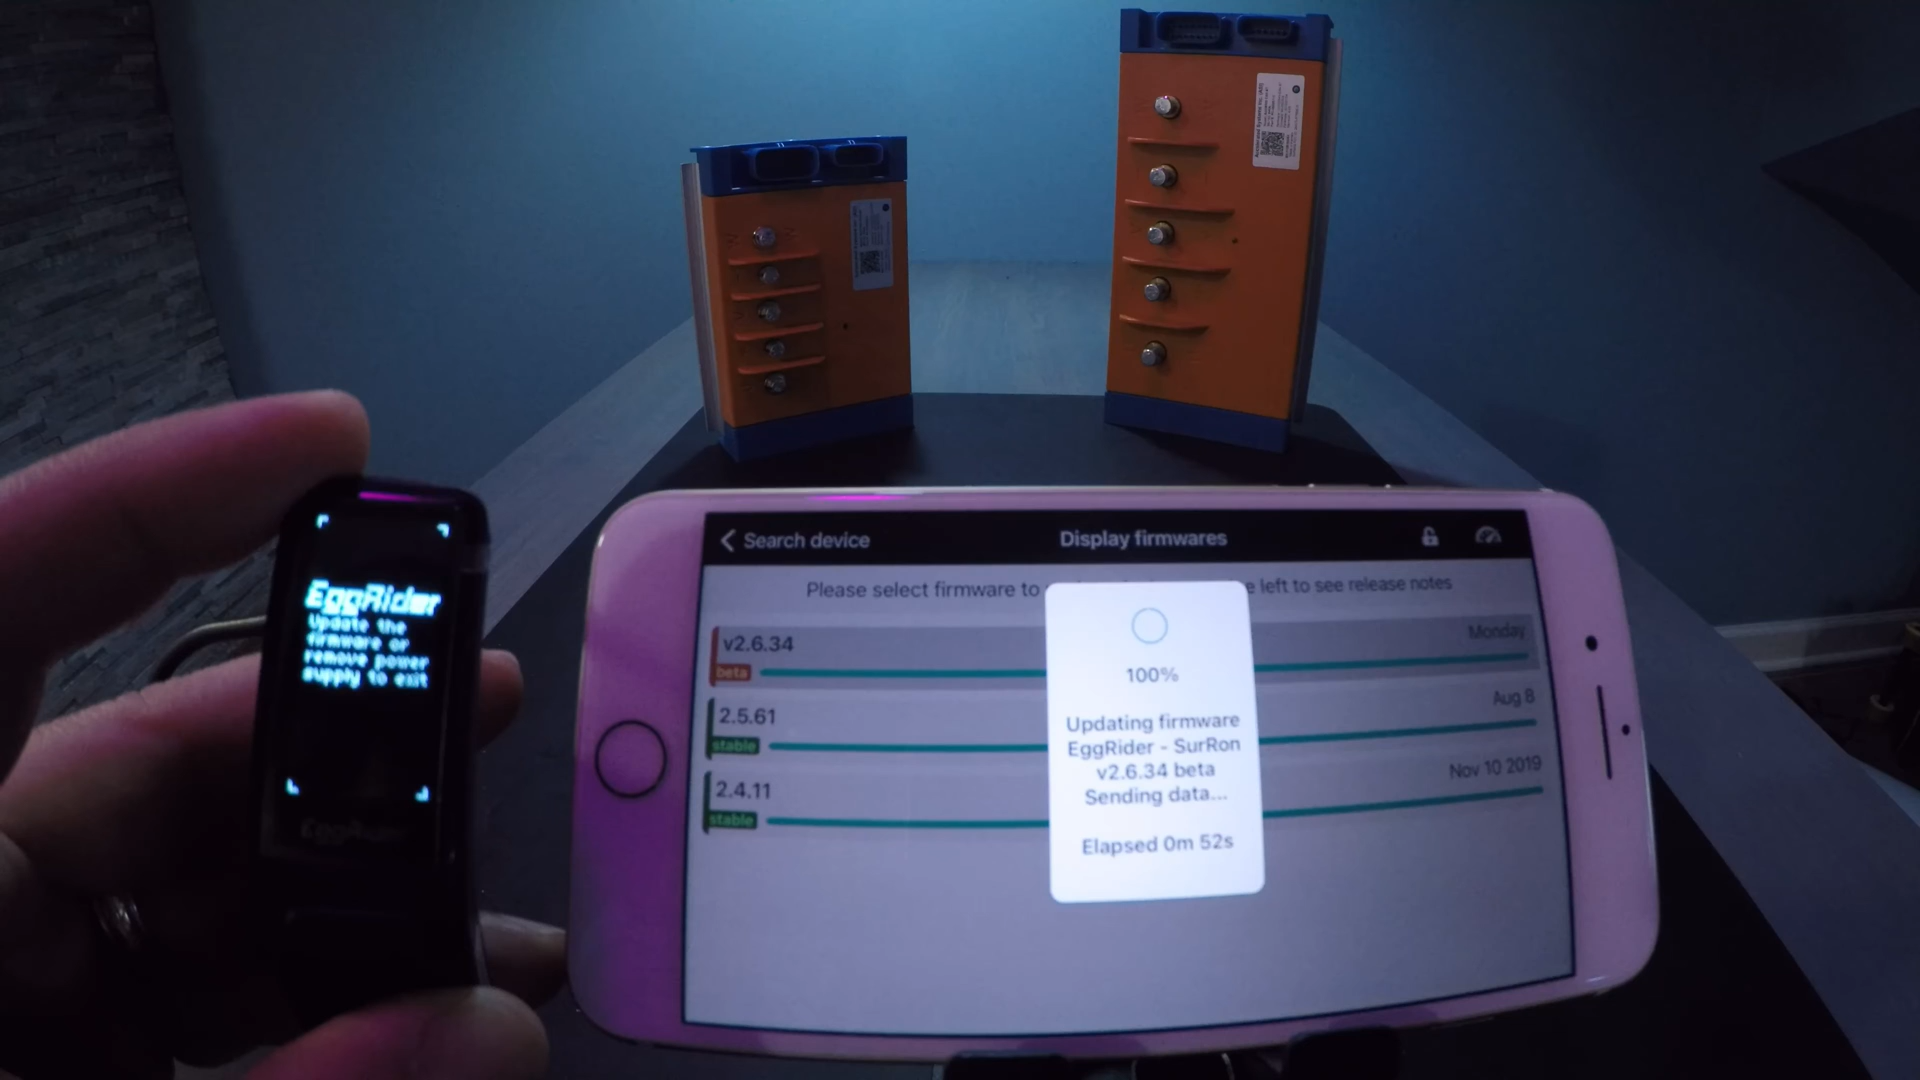 EggRider
Update the
firmware or
remove power
supply to exit
EggRider
Search device
Display firmwares
Please select firmware to
e left to see release notes
v2.6.34
Monday
beta
2.5.61
Aug 8
stable
2.4.11
Nov 10 2019
stable
100%
Updating firmware
EggRider - SurRon
v2.6.34 beta
Sending data...
Elapsed 0m 52s